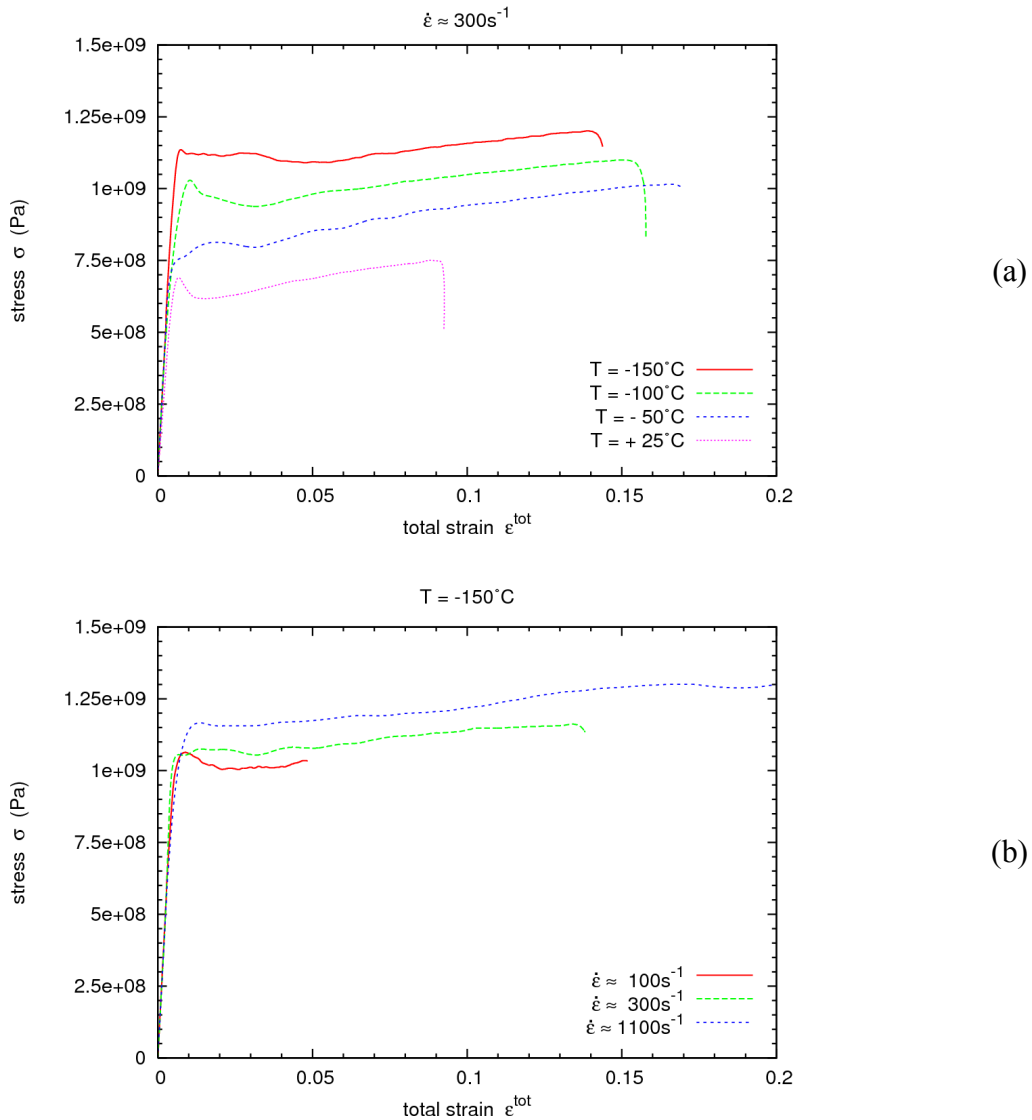 ε̇ ≈ 300s⁻¹
1.5e+09
1.25e+09
1e+09
7.5e+08
5e+08
2.5e+08
0
stress σ (Pa)
T = -150°C
T = -100°C
T = - 50°C
T = + 25°C
0 0.05 0.1 0.15 0.2
total strain ε^tot
(a)
T = -150°C
1.5e+09
1.25e+09
1e+09
7.5e+08
5e+08
2.5e+08
0
stress σ (Pa)
ε̇ ≈ 100s⁻¹
ε̇ ≈ 300s⁻¹
ε̇ ≈ 1100s⁻¹
0 0.05 0.1 0.15 0.2
total strain ε^tot
(b)